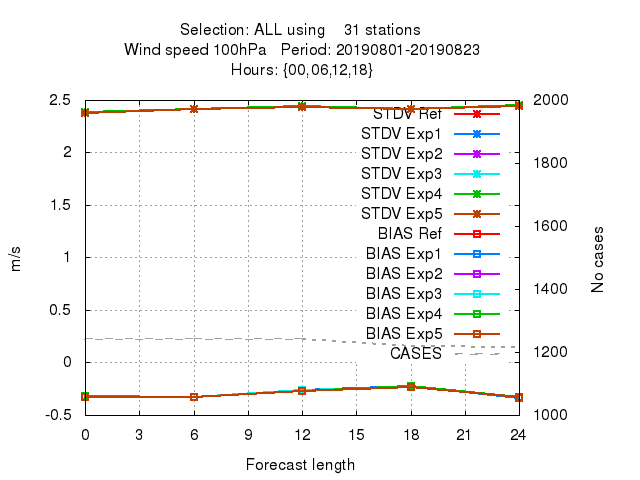 Selection: ALL using 31 stations
Wind speed 100hPa Period: 20190801-20190823
Hours: {00,06,12,18}
2.5
2
1.5
1
0.5
0
-0.5
m/s
2000
1800
1600
1400
1200
1000
No cases
STDV Ref
STDV Exp1
STDV Exp2
STDV Exp3
STDV Exp4
STDV Exp5
BIAS Ref
BIAS Exp1
BIAS Exp2
BIAS Exp3
BIAS Exp4
BIAS Exp5
CASES
0 3 6 9 12 15 18 21 24
Forecast length